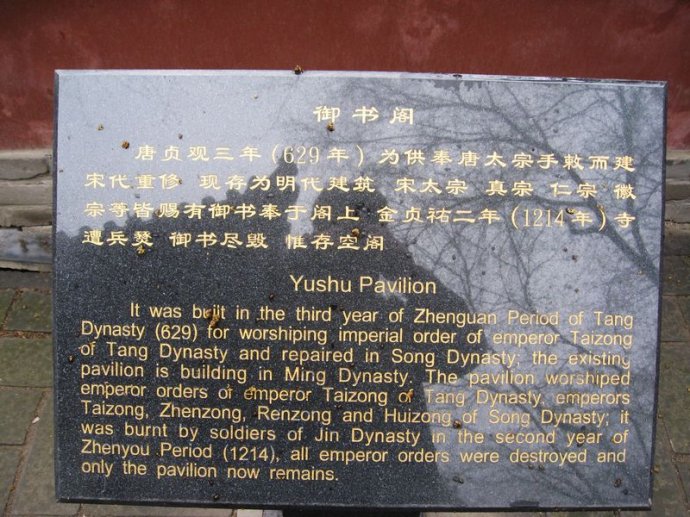 御书阁
唐贞观三年（629年）为供奉唐太宗手敕而建
宋代重修 现存为明代建筑 宋太宗 真宗 仁宗 徽
宗等皆赐有御书奉于阁上 金贞祐二年（1214年）寺
遭兵燹 御书尽毁 惟存空阁
Yushu Pavilion
It was built in the third year of Zhenguan Period of Tang
Dynasty (629) for worshiping imperial order of emperor Taizong
of Tang Dynasty and repaired in Song Dynasty; the existing
pavilion is building in Ming Dynasty. The pavilion worshiped
emperor orders of emperor Taizong of Tang Dynasty, emperors
Taizong, Zhenzong, Renzong and Huizong of Song Dynasty; it
was burnt by soldiers of Jin Dynasty in the second year of
Zhenyou Period (1214), all emperor orders were destroyed and
only the pavilion now remains.